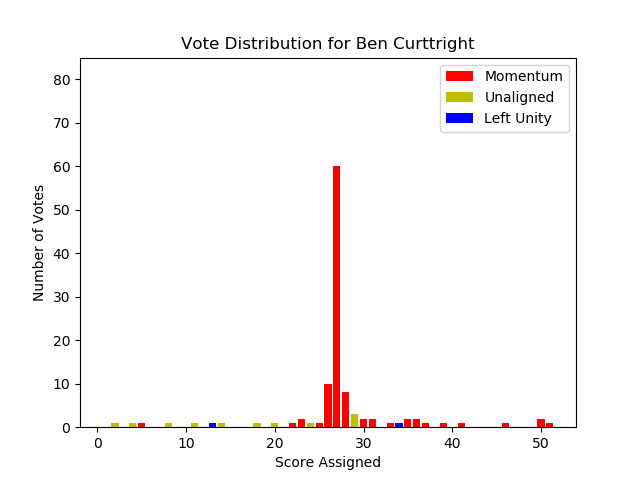 Vote Distribution for Ben Curttright
Momentum
Unaligned
Left Unity
Number of Votes
80
70
60
50
40
30
20
10
0
0 10 20 30 40 50
Score Assigned